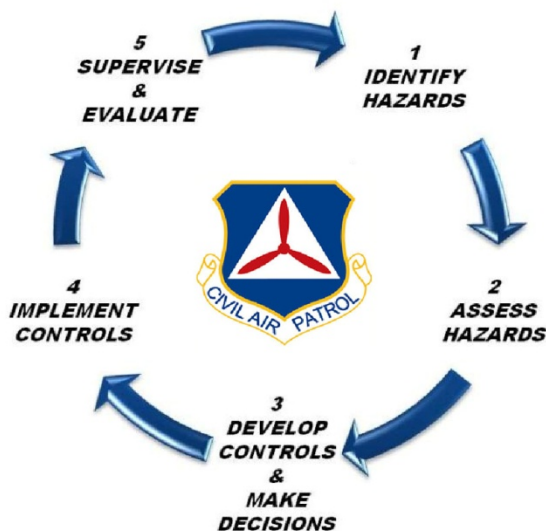 1
IDENTIFY
HAZARDS
2
ASSESS
HAZARDS
3
DEVELOP
CONTROLS
&
MAKE
DECISIONS
4
IMPLEMENT
CONTROLS
5
SUPERVISE
&
EVALUATE
CIVIL AIR PATROL